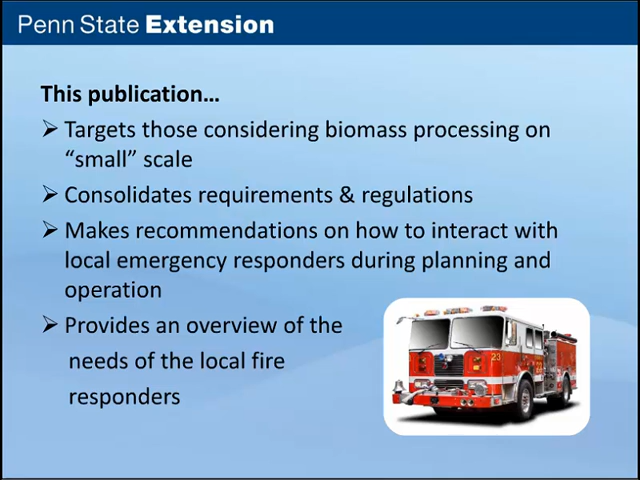 Penn State Extension
This publication...
➢ Targets those considering biomass processing on
“small” scale
➢ Consolidates requirements & regulations
➢ Makes recommendations on how to interact with
local emergency responders during planning and
operation
➢ Provides an overview of the
needs of the local fire
responders
23